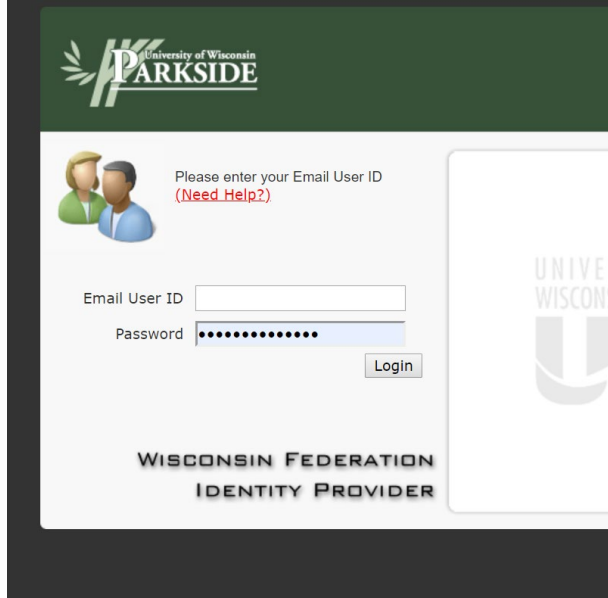 University of Wisconsin
PARKSIDE
Please enter your Email User ID
(Need Help?)
Email User ID
Password
Login
WISCONSIN FEDERATION
IDENTITY PROVIDER